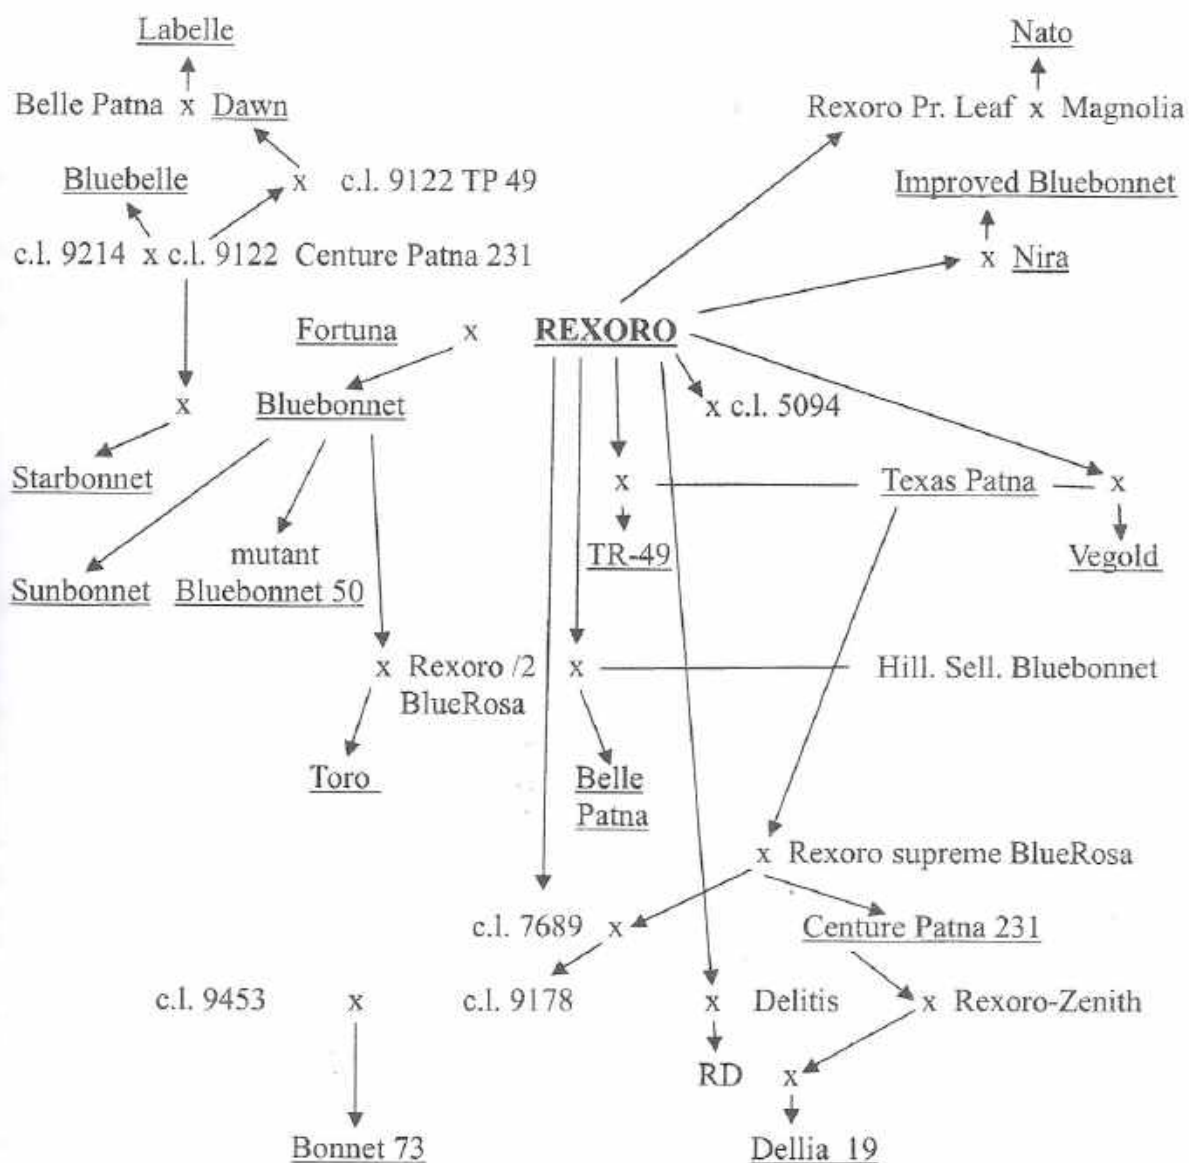 Labelle
Nato
Belle Patna x Dawn
Rexoro Pr. Leaf x Magnolia
Bluebelle
x c.l. 9122 TP 49
Improved Bluebonnet
c.l. 9214 x c.l. 9122 Centure Patna 231
x Nira
Fortuna x REXORO
x Bluebonnet
x c.l. 5094
Starbonnet
x Texas Patna x
mutant
TR-49
Vegold
Sunbonnet Bluebonnet 50
x Rexoro /2 x Hill. Sell. Bluebonnet
BlueRosa
Toro
Belle
Patna
x Rexoro supreme BlueRosa
c.l. 7689 x Centure Patna 231
c.l. 9453 x c.l. 9178 x Delitis x Rexoro-Zenith
RD x
Bonnet 73
Dellia 19